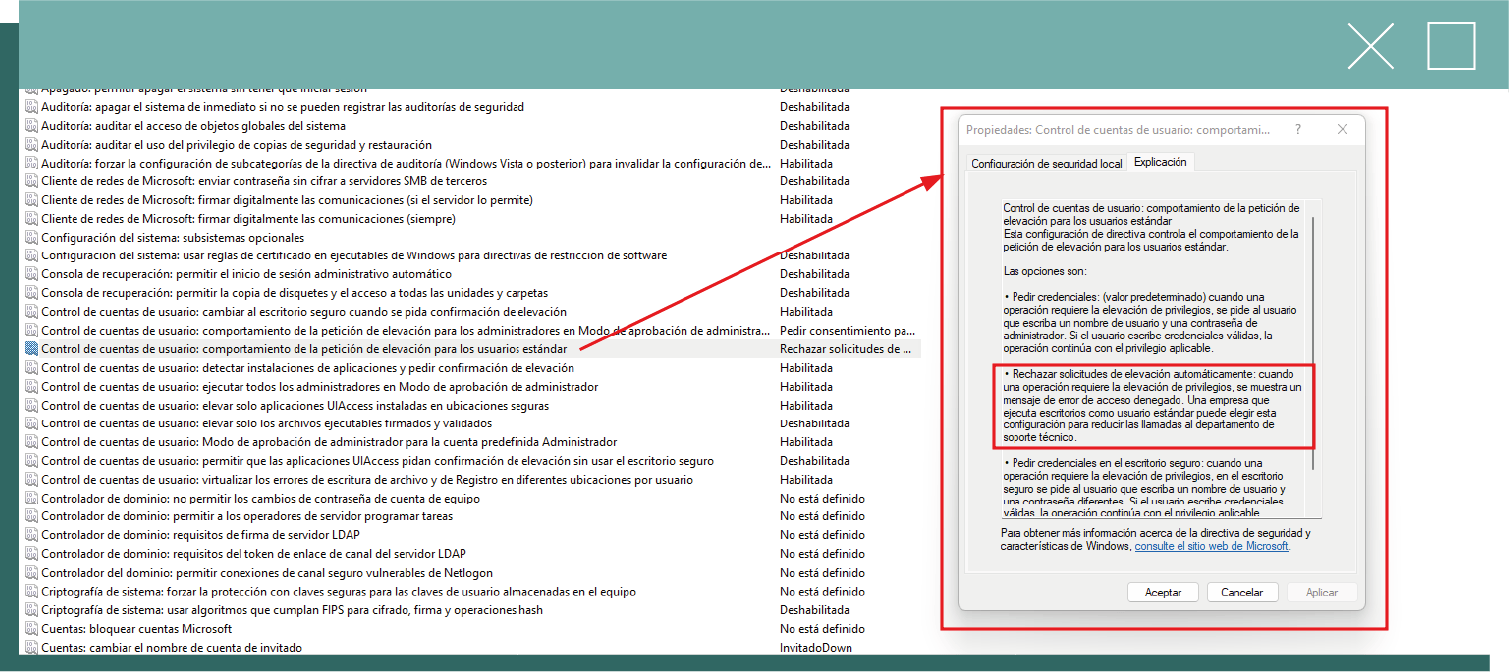 Apagado: permitir apagar el sistema sin tener que iniciar sesión Deshabilitada
Auditoría: apagar el sistema de inmediato si no se pueden registrar las auditorías de seguridad Deshabilitada
Auditoría: auditar el acceso de objetos globales del sistema Deshabilitada
Auditoría: auditar el uso del privilegio de copias de seguridad y restauración Deshabilitada
Auditoría: forzar la configuración de subcategorías de la directiva de auditoría (Windows Vista o posterior) para invalidar la configuración de... Habilitada
Cliente de redes de Microsoft: enviar contraseña sin cifrar a servidores SMB de terceros Deshabilitada
Cliente de redes de Microsoft: firmar digitalmente las comunicaciones (si el servidor lo permite) Habilitada
Cliente de redes de Microsoft: firmar digitalmente las comunicaciones (siempre) Habilitada
Configuración del sistema: subsistemas opcionales
Configuración del sistema: usar reglas de certificado en ejecutables de Windows para directivas de restricción de software Deshabilitada
Consola de recuperación: permitir el inicio de sesión administrativo automático Deshabilitada
Consola de recuperación: permitir la copia de disquetes y el acceso a todas las unidades y carpetas Deshabilitada
Control de cuentas de usuario: cambiar al escritorio seguro cuando se pida confirmación de elevación Habilitada
Control de cuentas de usuario: comportamiento de la petición de elevación para los administradores en Modo de aprobación de administra... Pedir consentimiento pa...
Control de cuentas de usuario: comportamiento de la petición de elevación para los usuarios estándar Rechazar solicitudes de ...
Control de cuentas de usuario: detectar instalaciones de aplicaciones y pedir confirmación de elevación Habilitada
Control de cuentas de usuario: ejecutar todos los administradores en Modo de aprobación de administrador Habilitada
Control de cuentas de usuario: elevar solo aplicaciones UIAccess instaladas en ubicaciones seguras Habilitada
Control de cuentas de usuario: elevar solo los archivos ejecutables firmados y validados Deshabilitada
Control de cuentas de usuario: Modo de aprobación de administrador para la cuenta predefinida Administrador Habilitada
Control de cuentas de usuario: permitir que las aplicaciones UIAccess pidan confirmación de elevación sin usar el escritorio seguro Deshabilitada
Control de cuentas de usuario: virtualizar los errores de escritura de archivo y de Registro en diferentes ubicaciones por usuario Habilitada
Controlador de dominio: no permitir los cambios de contraseña de cuenta de equipo No está definido
Controlador de dominio: permitir a los operadores de servidor programar tareas No está definido
Controlador de dominio: requisitos de firma de servidor LDAP No está definido
Controlador de dominio: requisitos del token de enlace de canal del servidor LDAP No está definido
Controlador del dominio: permitir conexiones de canal seguro vulnerables de Netlogon No está definido
Criptografía de sistema: forzar la protección con claves seguras para las claves de usuario almacenadas en el equipo No está definido
Criptografía de sistema: usar algoritmos que cumplan FIPS para cifrado, firma y operaciones hash Deshabilitada
Cuentas: bloquear cuentas Microsoft No está definido
Cuentas: cambiar el nombre de cuenta de invitado InvitadoDown
Propiedades: Control de cuentas de usuario: comportami... ?
Configuración de seguridad local Explicación
Control de cuentas de usuario: comportamiento de la petición de
elevación para los usuarios estándar
Esta configuración de directiva controla el comportamiento de la
petición de elevación para los usuarios estándar.
Las opciones son:
• Pedir credenciales: (valor predeterminado) cuando una
operación requiere la elevación de privilegios, se pide al usuario
que escriba un nombre de usuario y una contraseña de
administrador. Si el usuario escribe credenciales válidas, la
operación continúa con el privilegio aplicable.
• Rechazar solicitudes de elevación automáticamente: cuando
una operación requiere la elevación de privilegios, se muestra un
mensaje de error de acceso denegado. Una empresa que
ejecuta escritorios como usuario estándar puede elegir esta
configuración para reducir las llamadas al departamento de
soporte técnico.
• Pedir credenciales en el escritorio seguro: cuando una
operación requiere la elevación de privilegios, en el escritorio
seguro se pide al usuario que escriba un nombre de usuario y
una contraseña diferentes. Si el usuario escribe credenciales
válidas, la operación continúa con el privilegio aplicable.
Para obtener más información acerca de la directiva de seguridad y
características de Windows, consulte el sitio web de Microsoft.
Aceptar Cancelar Aplicar